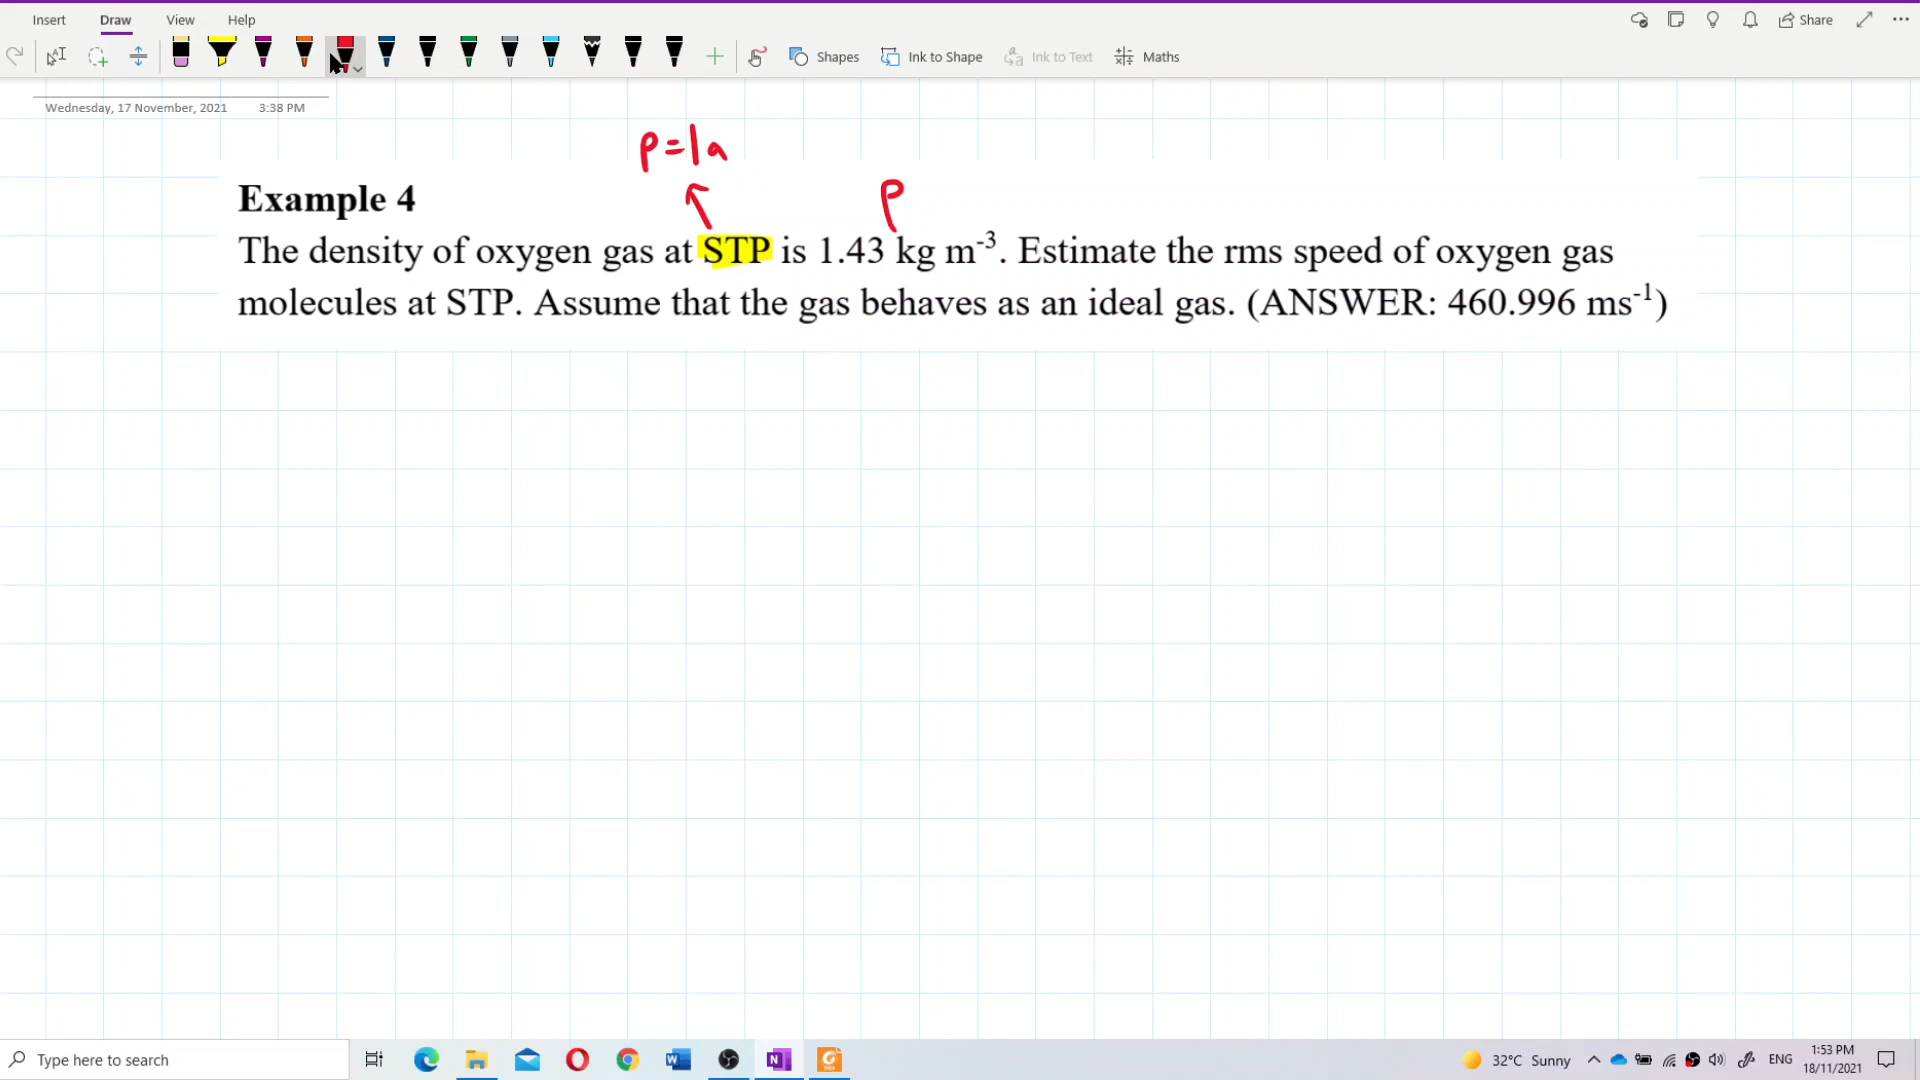 Insert Draw View Help Share
Shapes Ink to Shape Ink to Text Maths
Wednesday, 17 November, 2021 3:38 PM
P = 1a
ρ
Example 4
The density of oxygen gas at STP is 1.43 kg m⁻³. Estimate the rms speed of oxygen gas
molecules at STP. Assume that the gas behaves as an ideal gas. (ANSWER: 460.996 ms⁻¹)
Type here to search
32°C Sunny
ENG
1:53 PM
18/11/2021